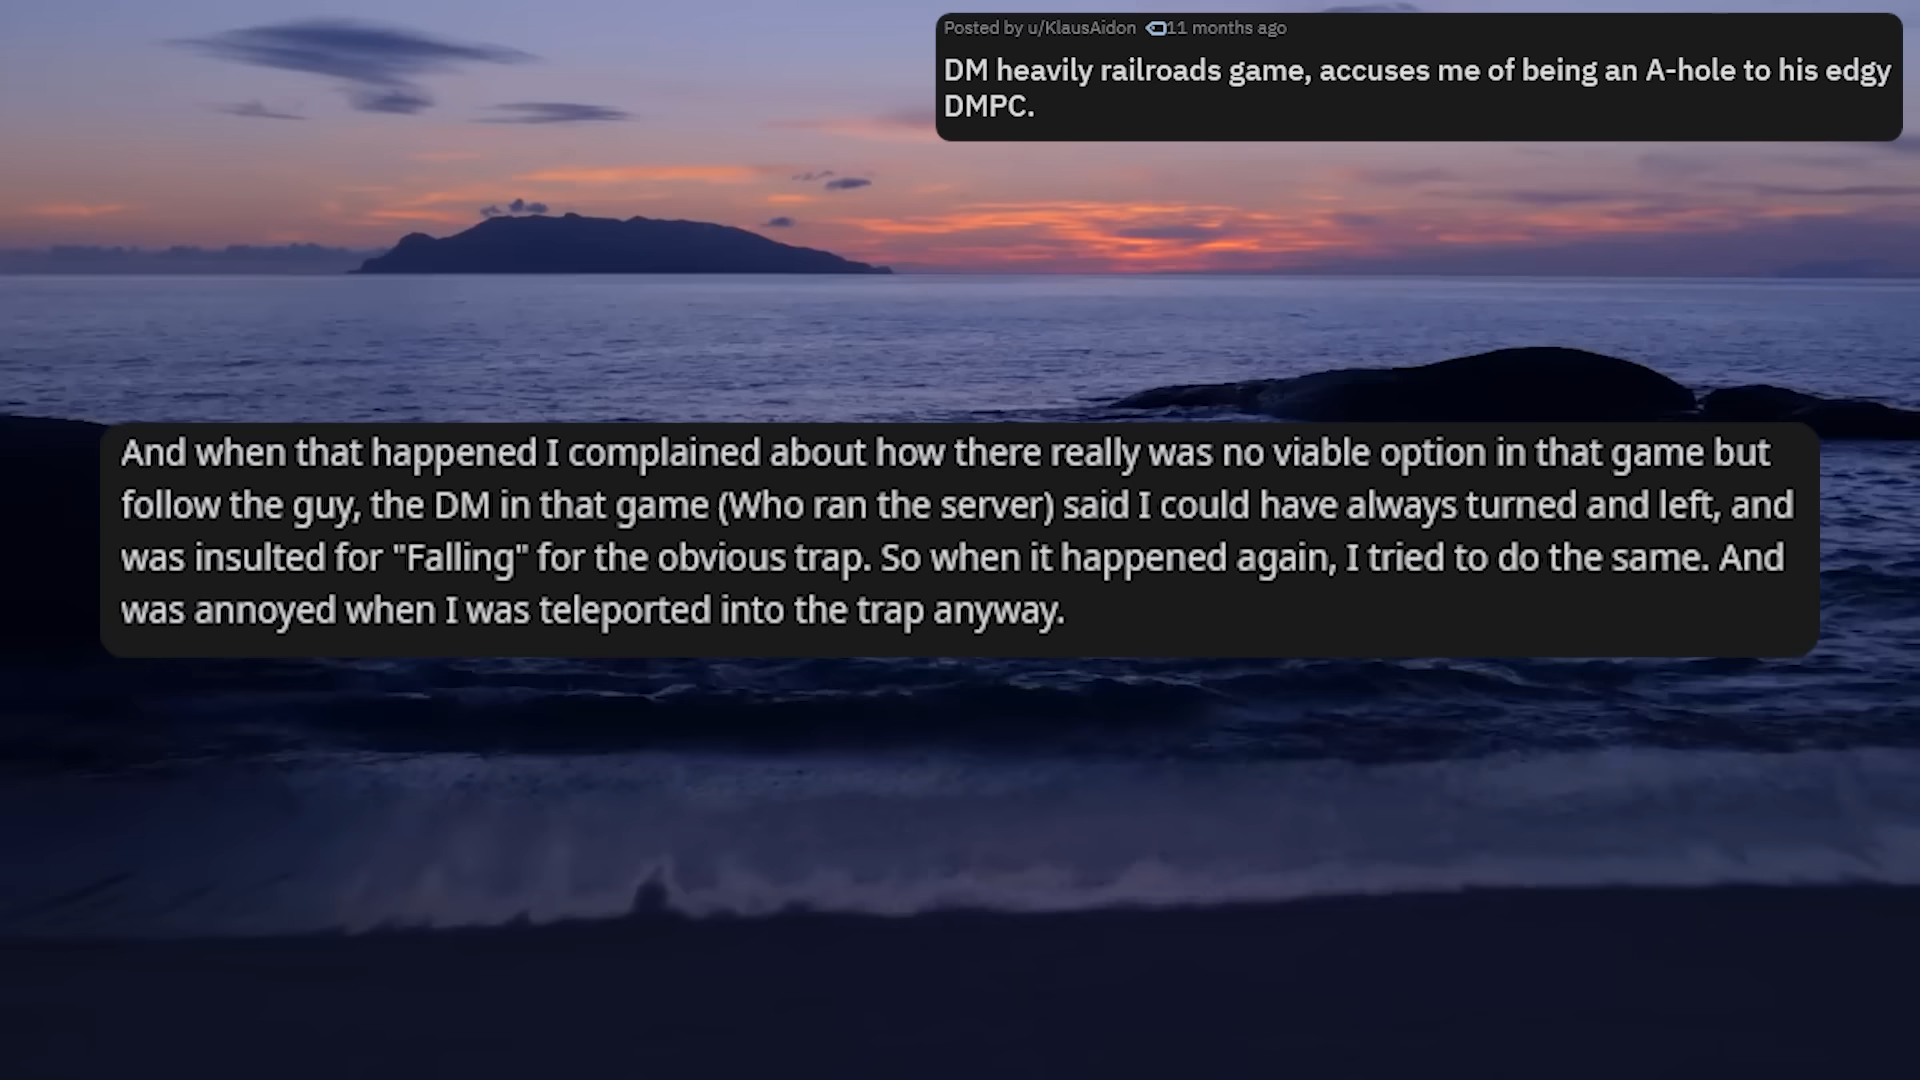 Posted by u/KlausAidon 11 months ago
DM heavily railroads game, accuses me of being an A-hole to his edgy
DMPC.
And when that happened I complained about how there really was no viable option in that game but
follow the guy, the DM in that game (Who ran the server) said I could have always turned and left, and
was insulted for "Falling" for the obvious trap. So when it happened again, I tried to do the same. And
was annoyed when I was teleported into the trap anyway.